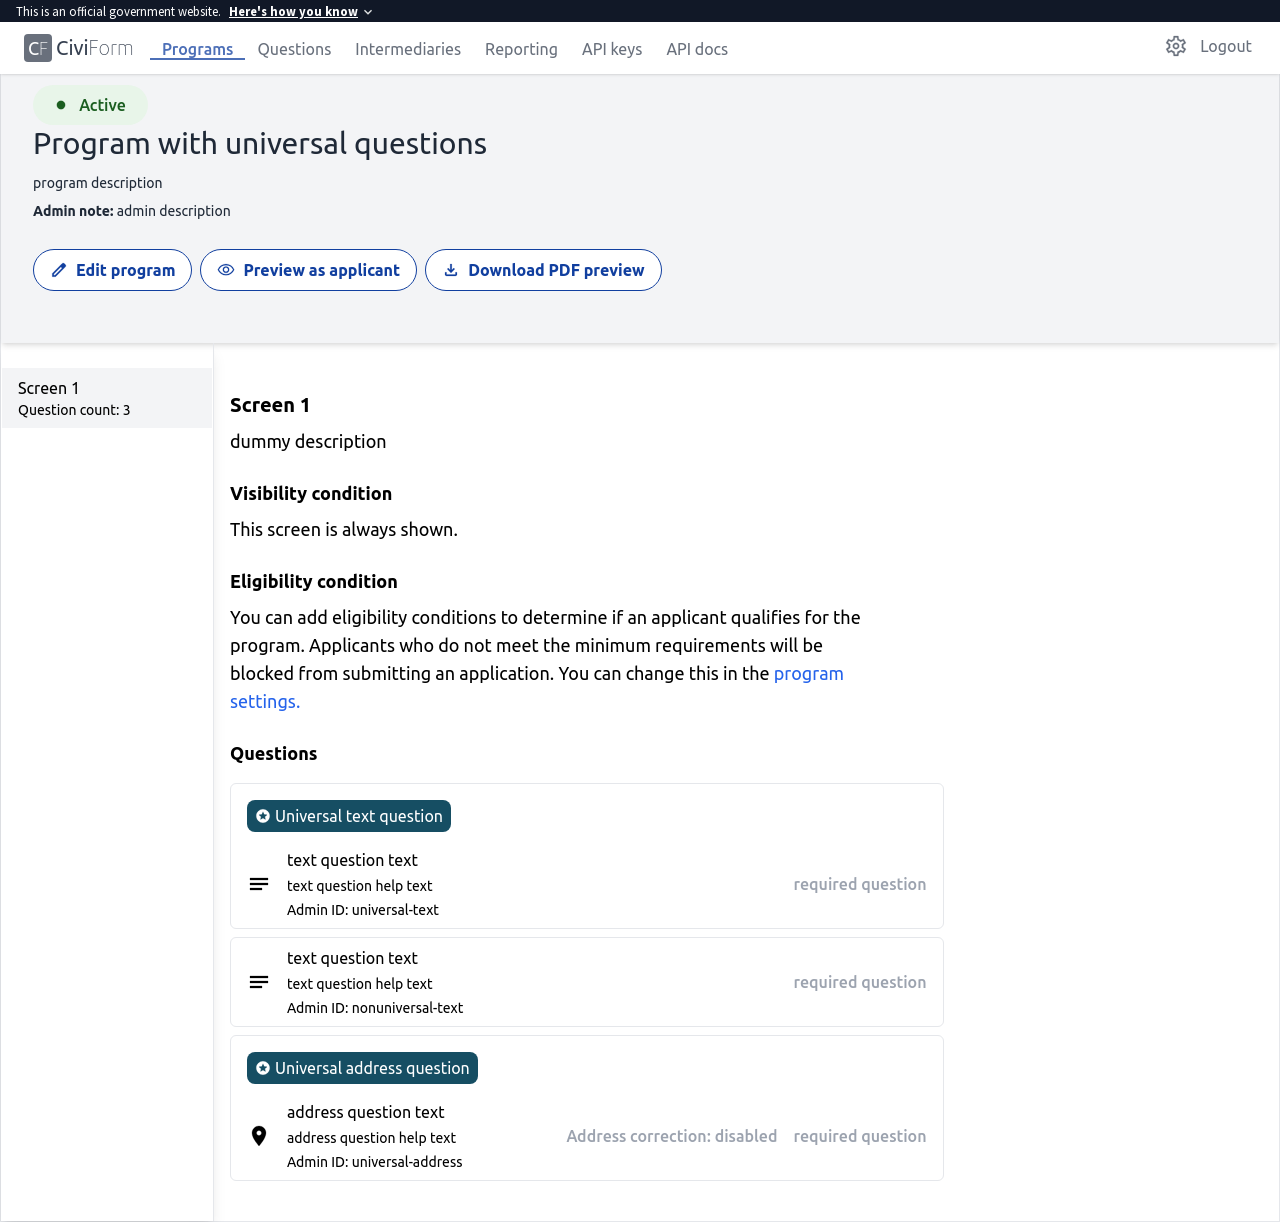 This is an official government website. Here's how you know
CF CiviForm Programs Questions Intermediaries Reporting API keys API docs Logout
Active
Program with universal questions
program description
Admin note: admin description
Edit program Preview as applicant Download PDF preview
Screen 1
Question count: 3
Screen 1
dummy description
Visibility condition
This screen is always shown.
Eligibility condition
You can add eligibility conditions to determine if an applicant qualifies for the
program. Applicants who do not meet the minimum requirements will be
blocked from submitting an application. You can change this in the program
settings.
Questions
Universal text question
text question text
text question help text
required question
Admin ID: universal-text
text question text
text question help text
required question
Admin ID: nonuniversal-text
Universal address question
address question text
address question help text
Address correction: disabled required question
Admin ID: universal-address